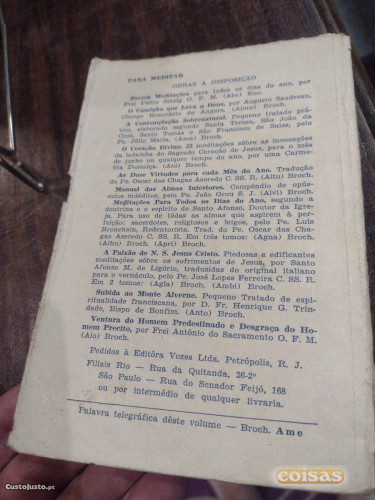 PARA MEDITAR
OBRAS À DISPOSIÇÃO
Breves Meditações para todos os dias do ano, por
Frei Pedro Sinzig O. F. M. (Abe) Enc.
O Caminho que Leva a Deus, por Augusto Saudreau,
Cônego Honorário de Angers. (Alma) Broch.
A Contemplação Sobrenatural. Pequeno tratado prá-
tico, elaborado segundo Santa Teresa, São João da
Cruz, Santo Tomás e São Francisco de Sales, pelo
Pe. Júlio Maria. (Asa) Broch.
O Coração Divino. 33 meditações sôbre as invocações
da ladainha do Sagrado Coração de Jesus, para o mês
de junho ou qualquer tempo do ano, por uma Carme-
lita Descalça. (Ani) Broch.
As Doze Virtudes para cada Mês do Ano. Tradução
do Pe. Oscar das Chagas Azeredo C. SS. R. (Altu) Broch.
Manual das Almas Interiores. Compêndio de opús-
culos inéditos, pelo Pe. João Grou S. J. (Alvi) Broch.
Meditações Para Todos os Dias do Ano, segundo a
doutrina e o espírito de Santo Afonso, Doutor da Igre-
ja. Para uso de tôdas as almas que aspirem à per-
feição: sacerdotes, religiosos e leigos, pelo Pe. Luís
Bronchain, Redentorista. Trad. do Pe. Oscar das Cha-
gas Azeredo C. SS. R. Em três tomos: (Agna) Broch.
(Alhu) Broch. (Apri) Broch.
A Paixão de N. S. Jesus Cristo. Piedosas e edificantes
meditações sôbre os sofrimentos de Jesus, por Santo
Afonso M. de Ligório, traduzidas do original italiano
para o vernáculo, pelo Pe. José Lopes Ferreira C. SS. R.
Em 2 tomos: (Agla) Broch. (Ambi) Broch.
Subida ao Monte Alverne. Pequeno Tratado de espi-
ritualidade franciscana, por D. Fr. Henrique G. Trin-
dade, Bispo de Bonfim. (Anto) Broch.
Ventura do Homem Predestinado e Desgraça do Ho-
mem Precito, por Frei Antônio do Sacramento O. F. M.
(Alo) Broch.
Pedidos à Editôra Vozes Ltda. Petrópolis, R. J.
Filiais Rio — Rua da Quitanda, 26-2º
São Paulo — Rua do Senador Feijó, 168
ou por intermédio de qualquer livraria.
Palavra telegráfica dêste volume — Broch. Ame
CustoJusto.pt
coisas